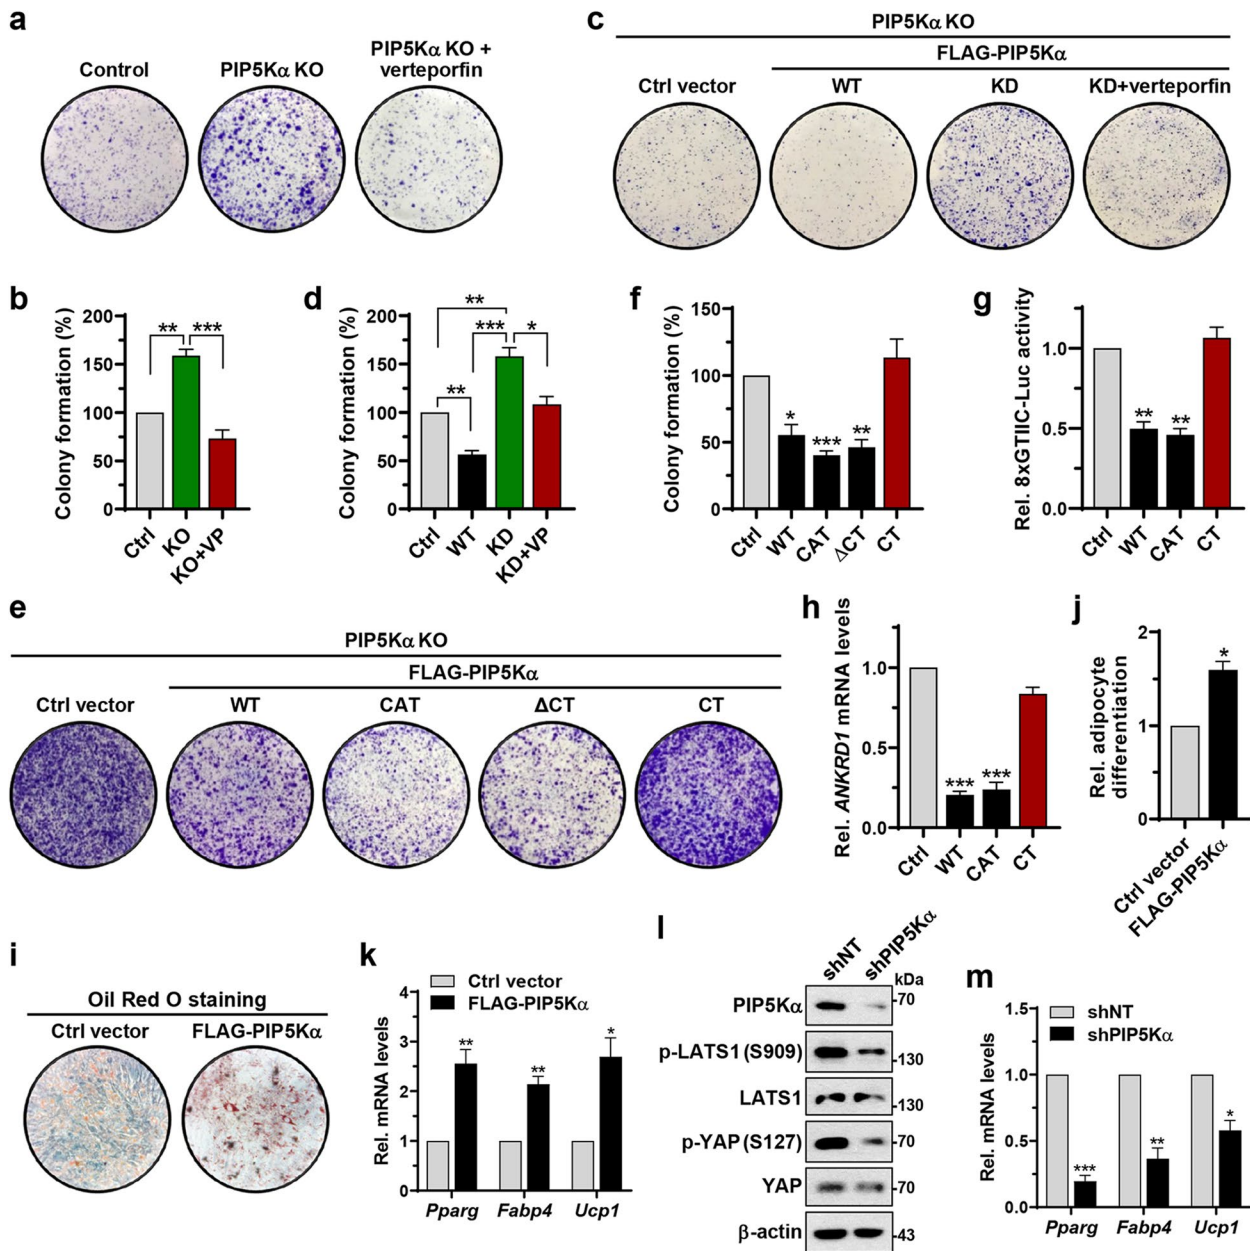 a
Control
PIP5Kα KO
PIP5Kα KO +
verteporfin
c
PIP5Kα KO
FLAG-PIP5Kα
Ctrl vector
WT
KD
KD+verteporfin
b
Colony formation (%)
200
150
100
50
0
**
***
Ctrl
KO
KO+VP
d
Colony formation (%)
200
150
100
50
0
**
***
*
**
Ctrl
WT
KD
KD+VP
f
Colony formation (%)
150
100
50
0
*
***
**
Ctrl
WT
CAT
ΔCT
CT
g
Rel. 8xGTIIC-Luc activity
1.0
0.5
0.0
**
**
Ctrl
WT
CAT
CT
e
PIP5Kα KO
FLAG-PIP5Kα
Ctrl vector
WT
CAT
ΔCT
CT
h
Rel. ANKRD1 mRNA levels
1.0
0.5
0.0
***
***
Ctrl
WT
CAT
CT
j
Rel. adipocyte
differentiation
2
1
0
*
Ctrl vector
FLAG-PIP5Kα
i
Oil Red O staining
Ctrl vector
FLAG-PIP5Kα
k
Ctrl vector
FLAG-PIP5Kα
Rel. mRNA levels
4
3
2
1
0
**
**
*
Pparg
Fabp4
Ucp1
l
shNT
shPIP5Kα
kDa
PIP5Kα
-70
p-LATS1 (S909)
-130
LATS1
-130
p-YAP (S127)
-70
YAP
-70
β-actin
-43
m
shNT
shPIP5Kα
Rel. mRNA levels
1.5
1.0
0.5
0.0
***
**
*
Pparg
Fabp4
Ucp1